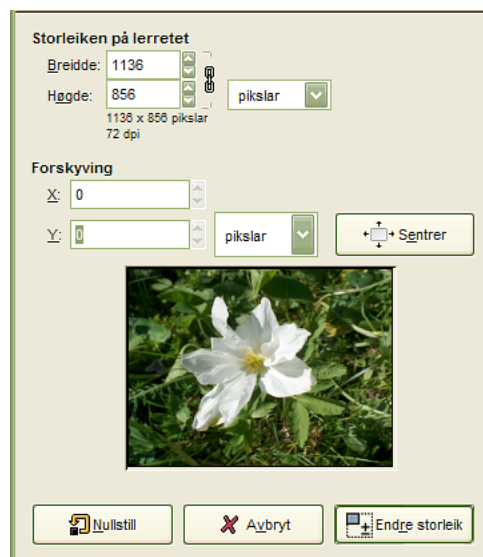 Storleiken på lerretet
Breidde: 1136
Høgde: 856 pikslar
1136 x 856 pikslar
72 dpi
Forskyving
X: 0
Y: 0 pikslar Sentrer
Nullstill Avbryt Endre storleik